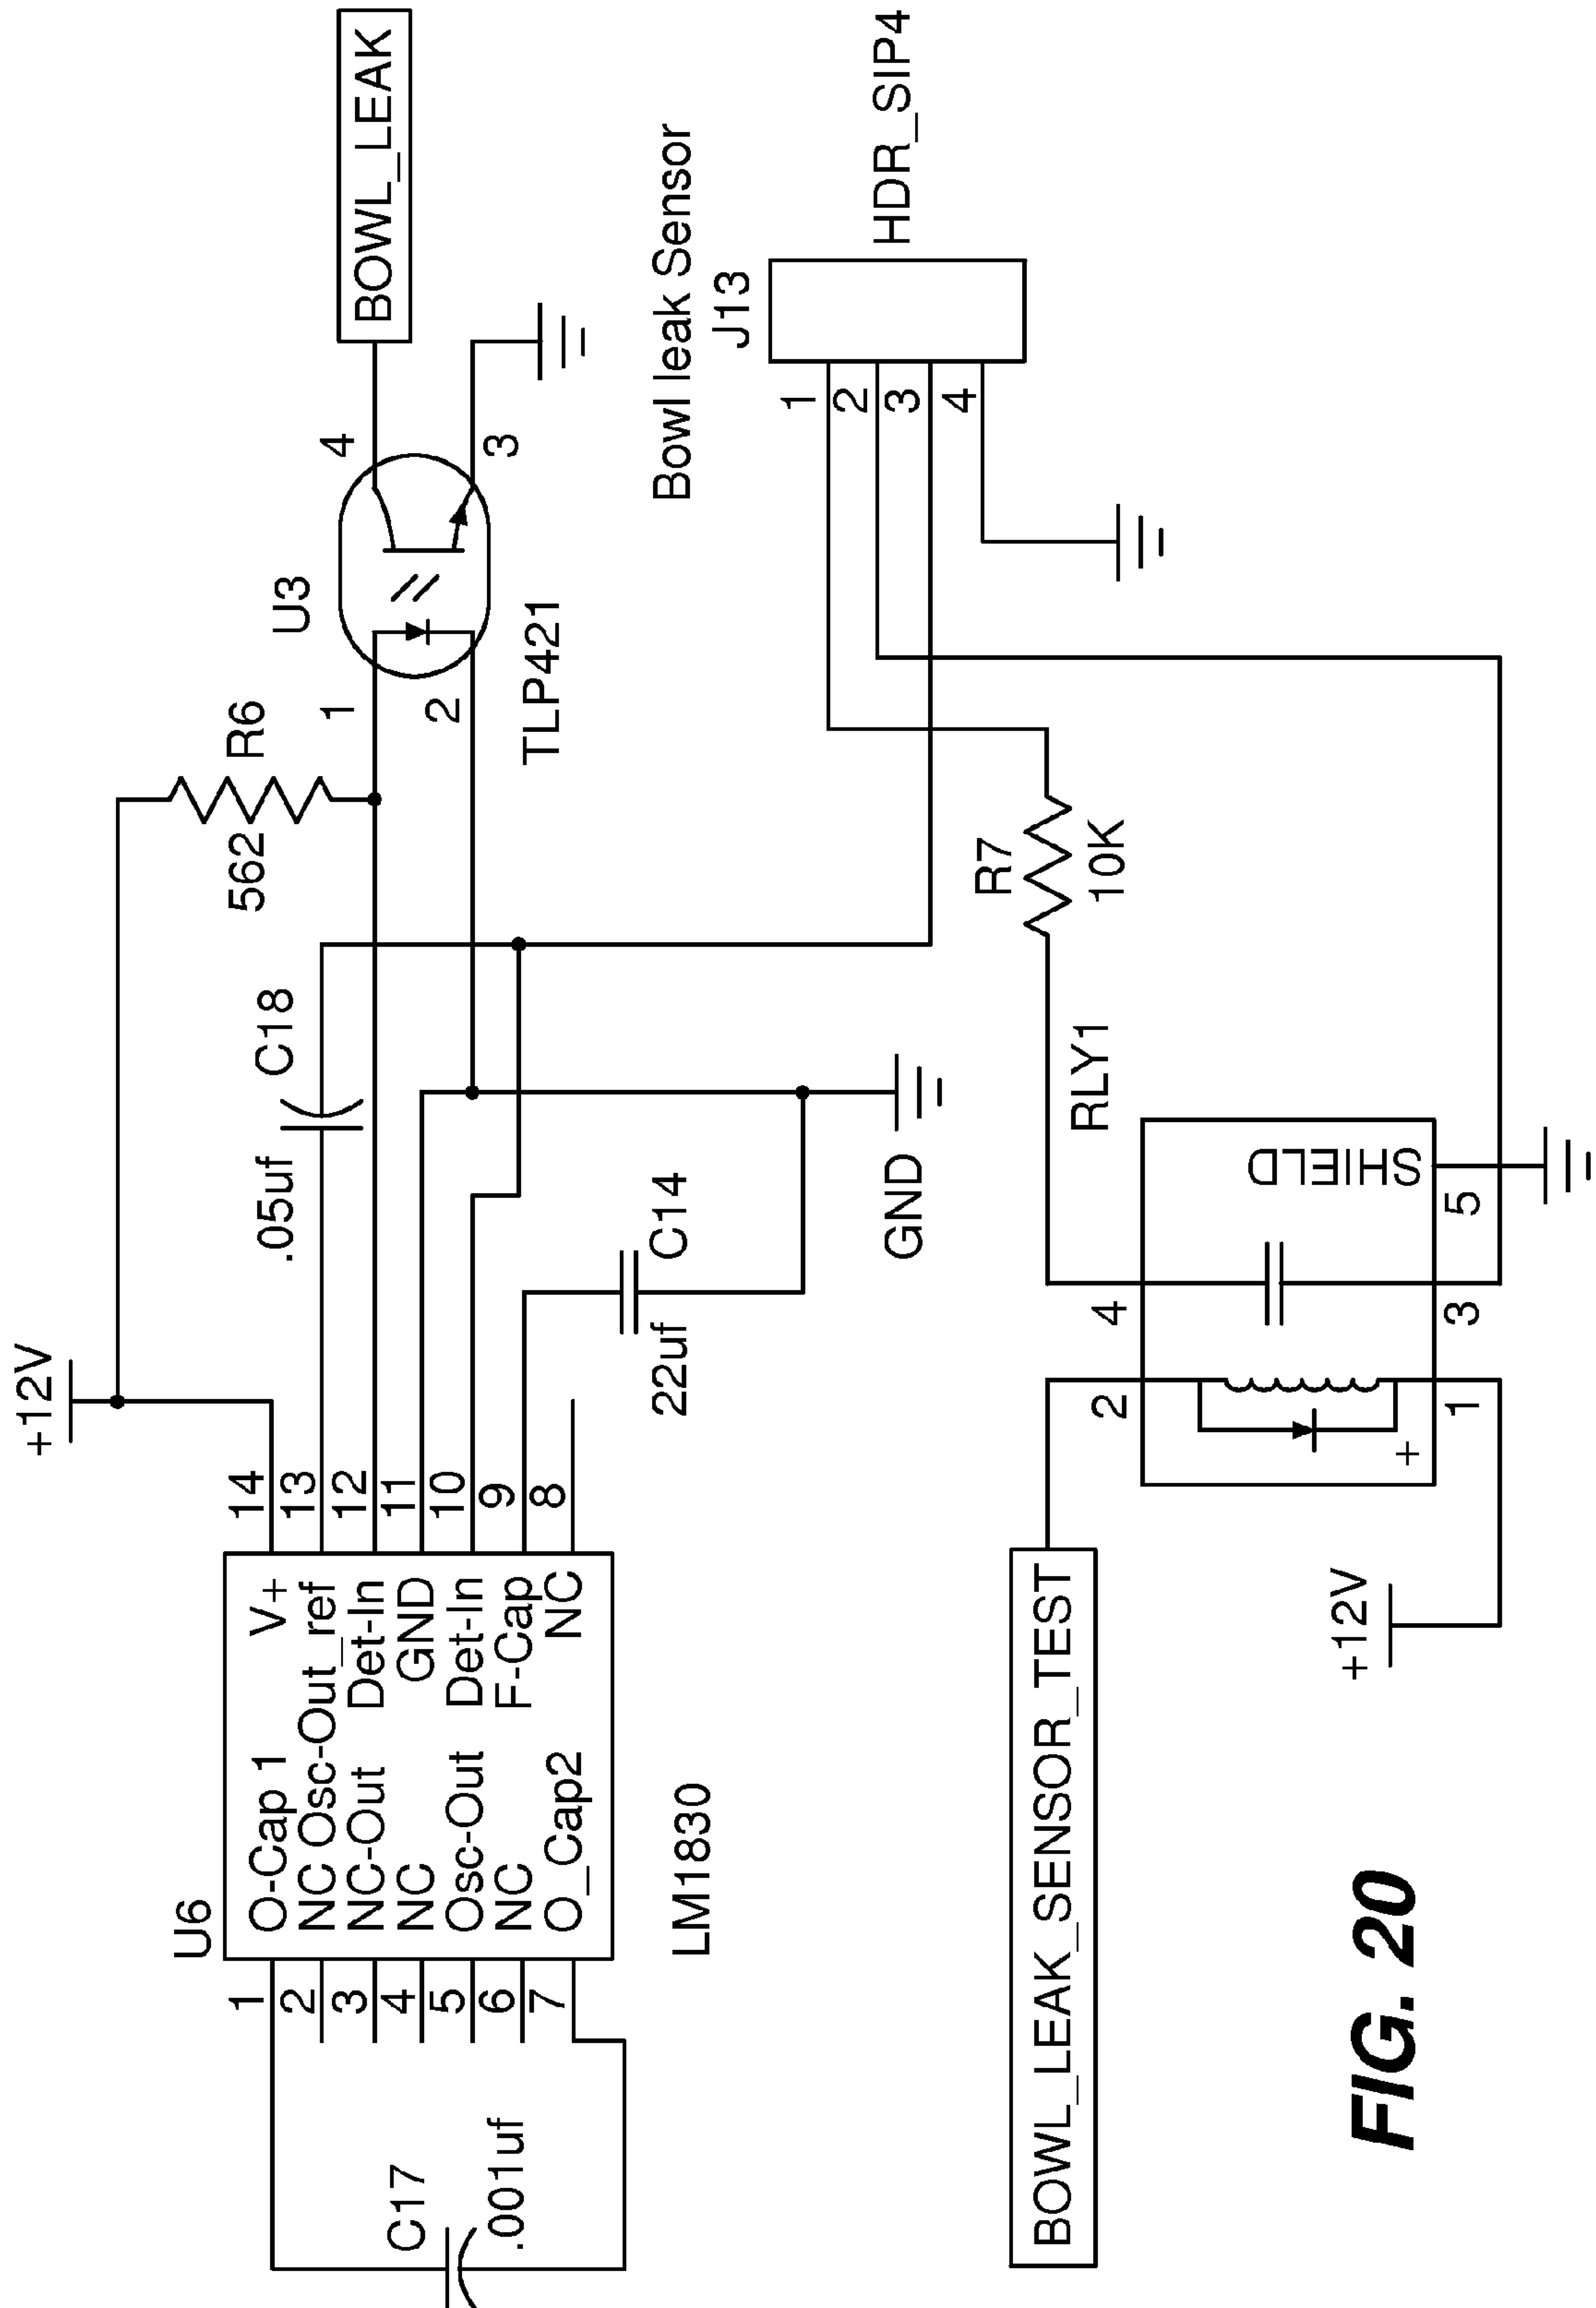 +12V
U6
O-Cap 1 V+
NC Osc-Out_ref
NC-Out Det-In
NC GND
Osc-Out Det-In
NC F-Cap
O_Cap2 NC
1
2
3
4
5
6
7
14
13
12
11
10
9
8
LM1830
C17
.001uf
.05uf
C18
562
R6
22uf
C14
GND
U3
1
2
4
3
TLP421
BOWL_LEAK
Bowl leak Sensor
J13
1
2
3
4
HDR_SIP4
R7
10K
RLY1
BOWL_LEAK_SENSOR_TEST
2
4
+
SHIELD
1
3
5
+12V
FIG. 20